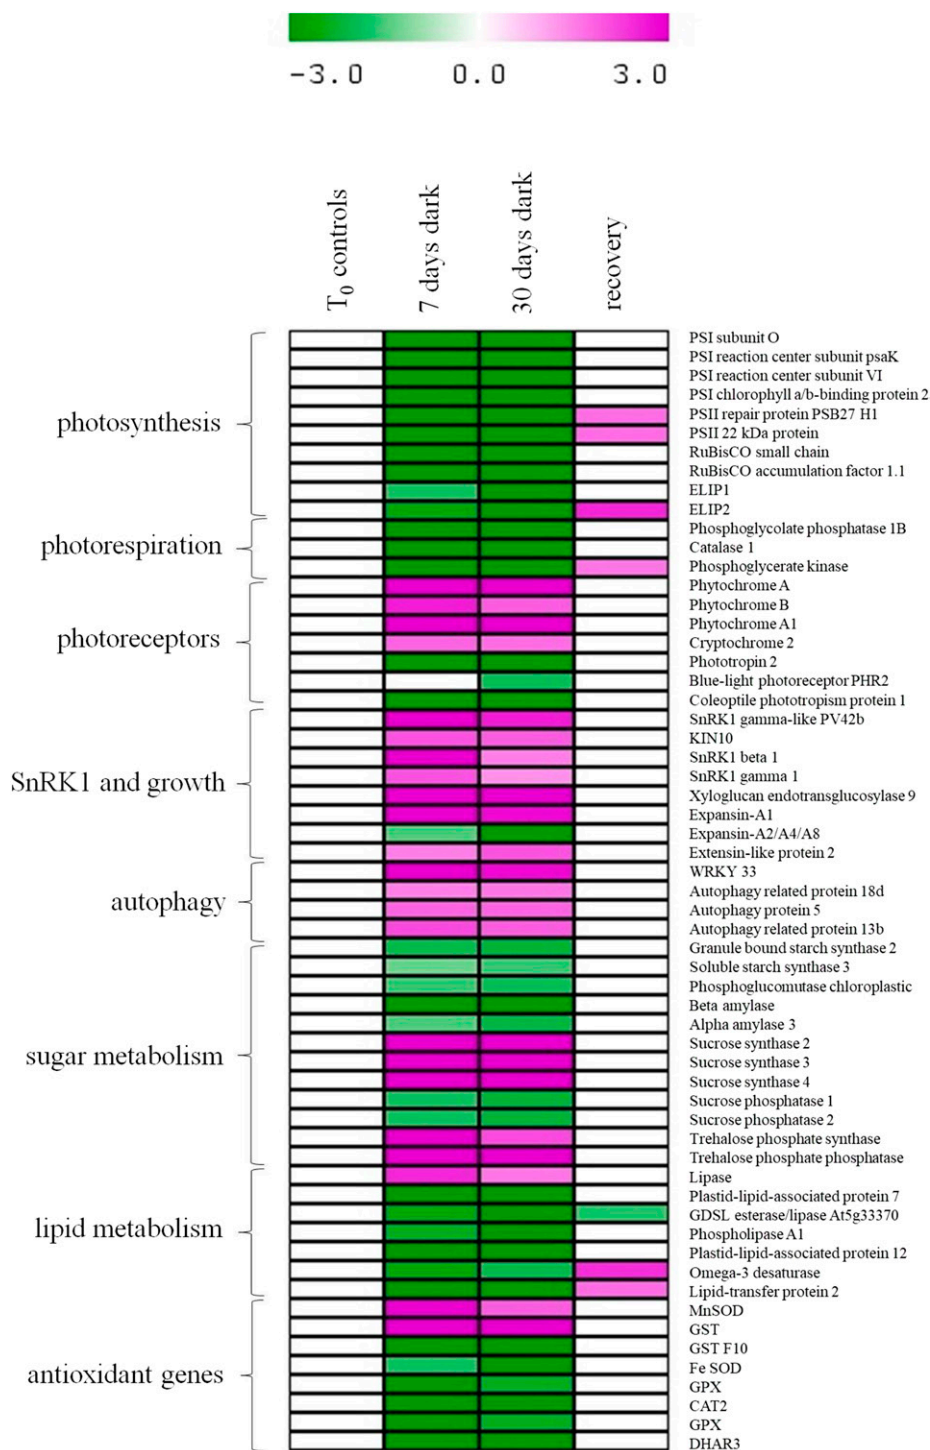 -3.0 0.0 3.0
T0 controls
7 days dark
30 days dark
recovery
photosynthesis
photorespiration
photoreceptors
SnRK1 and growth
autophagy
sugar metabolism
lipid metabolism
antioxidant genes
PSI subunit O
PSI reaction center subunit psaK
PSI reaction center subunit VI
PSI chlorophyll a/b-binding protein 2
PSII repair protein PSB27 H1
PSII 22 kDa protein
RuBisCO small chain
RuBisCO accumulation factor 1.1
ELIP1
ELIP2
Phosphoglycolate phosphatase 1B
Catalase 1
Phosphoglycerate kinase
Phytochrome A
Phytochrome B
Phytochrome A1
Cryptochrome 2
Phototropin 2
Blue-light photoreceptor PHR2
Coleoptile phototropism protein 1
SnRK1 gamma-like PV42b
KIN10
SnRK1 beta 1
SnRK1 gamma 1
Xyloglucan endotransglucosylase 9
Expansin-A1
Expansin-A2/A4/A8
Extensin-like protein 2
WRKY 33
Autophagy related protein 18d
Autophagy protein 5
Autophagy related protein 13b
Granule bound starch synthase 2
Soluble starch synthase 3
Phosphoglucomutase chloroplastic
Beta amylase
Alpha amylase 3
Sucrose synthase 2
Sucrose synthase 3
Sucrose synthase 4
Sucrose phosphatase 1
Sucrose phosphatase 2
Trehalose phosphate synthase
Trehalose phosphate phosphatase
Lipase
Plastid-lipid-associated protein 7
GDSL esterase/lipase At5g33370
Phospholipase A1
Plastid-lipid-associated protein 12
Omega-3 desaturase
Lipid-transfer protein 2
MnSOD
GST
GST F10
Fe SOD
GPX
CAT2
GPX
DHAR3